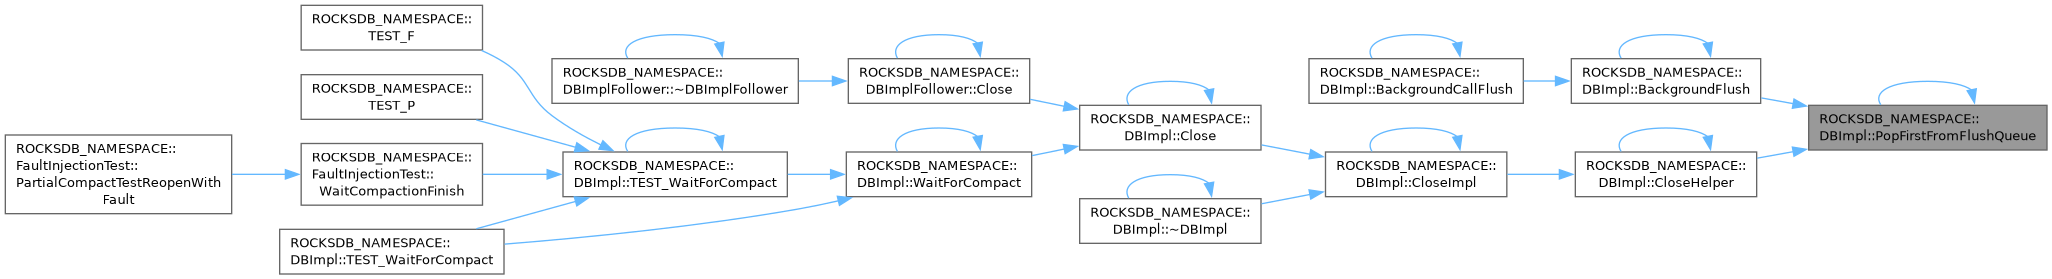 ROCKSDB_NAMESPACE::
TEST_F
ROCKSDB_NAMESPACE::
TEST_P
ROCKSDB_NAMESPACE::
FaultInjectionTest::
PartialCompactTestReopenWith
Fault
ROCKSDB_NAMESPACE::
FaultInjectionTest::
WaitCompactionFinish
ROCKSDB_NAMESPACE::
DBImpl::TEST_WaitForCompact
ROCKSDB_NAMESPACE::
DBImplFollower::~DBImplFollower
ROCKSDB_NAMESPACE::
DBImpl::TEST_WaitForCompact
ROCKSDB_NAMESPACE::
DBImplFollower::Close
ROCKSDB_NAMESPACE::
DBImpl::WaitForCompact
ROCKSDB_NAMESPACE::
DBImpl::Close
ROCKSDB_NAMESPACE::
DBImpl::~DBImpl
ROCKSDB_NAMESPACE::
DBImpl::BackgroundCallFlush
ROCKSDB_NAMESPACE::
DBImpl::CloseImpl
ROCKSDB_NAMESPACE::
DBImpl::BackgroundFlush
ROCKSDB_NAMESPACE::
DBImpl::CloseHelper
ROCKSDB_NAMESPACE::
DBImpl::PopFirstFromFlushQueue